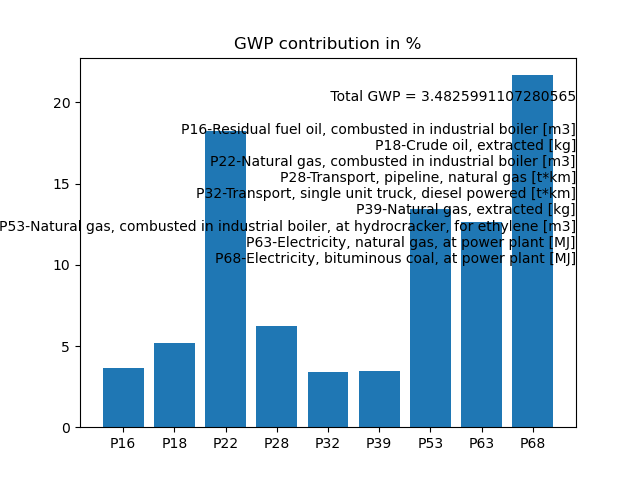 GWP contribution in %
Total GWP = 3.4825991107280565
P16-Residual fuel oil, combusted in industrial boiler [m3]
P18-Crude oil, extracted [kg]
P22-Natural gas, combusted in industrial boiler [m3]
P28-Transport, pipeline, natural gas [t*km]
P32-Transport, single unit truck, diesel powered [t*km]
P39-Natural gas, extracted [kg]
P53-Natural gas, combusted in industrial boiler, at hydrocracker, for ethylene [m3]
P63-Electricity, natural gas, at power plant [MJ]
P68-Electricity, bituminous coal, at power plant [MJ]
20
15
10
5
0
P16 P18 P22 P28 P32 P39 P53 P63 P68